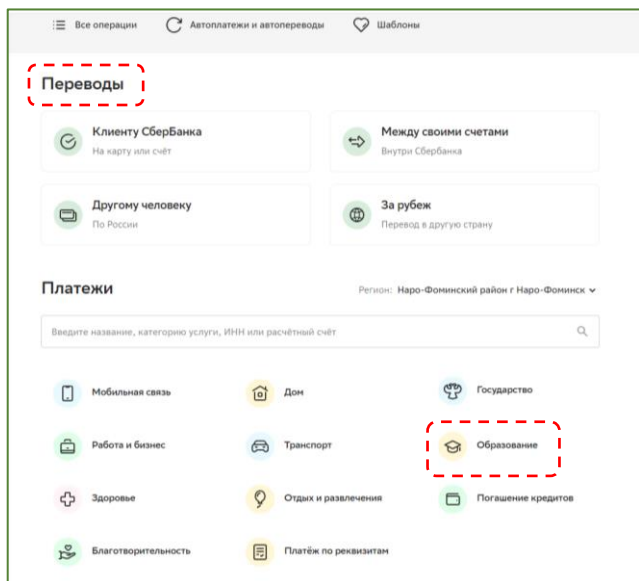 Все операции Автоплатежи и автопереводы Шаблоны
Переводы
Клиенту СберБанка Между своими счетами
На карту или счёт Внутри Сбербанка
Другому человеку За рубеж
По России Перевод в другую страну
Платежи Регион: Наро-Фоминский район г Наро-Фоминск
Введите название, категорию услуги, ИНН или расчётный счёт
Мобильная связь Дом Государство
Работа и бизнес Транспорт Образование
Здоровье Отдых и развлечения Погашение кредитов
Благотворительность Платёж по реквизитам